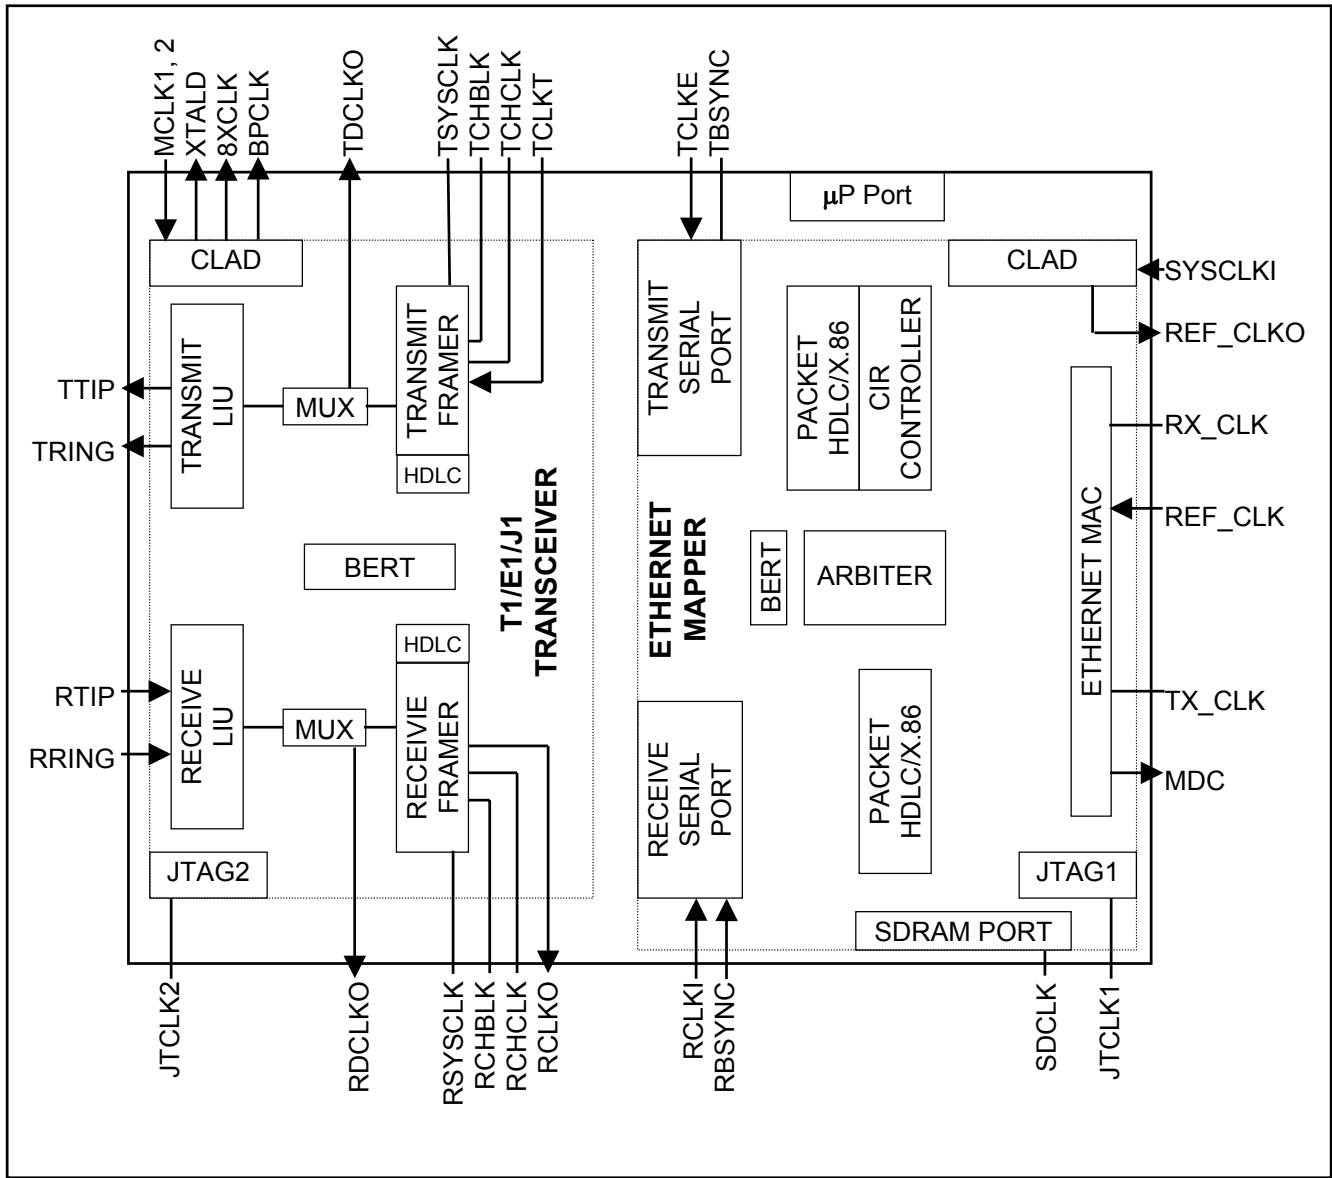 MCLK1, 2
XTALD
8XCLK
BPCLK
TDCLKO
TSYSCLK
TCHBLK
TCHCLK
TCLKT
TCLKE
TBSYNC
µP Port
CLAD
CLAD
SYSCLKI
REF_CLKO
TRANSMIT
LIU
MUX
TRANSMIT
FRAMER
HDLC
TTIP
TRING
TRANSMIT
SERIAL
PORT
PACKET
HDLC/X.86
CIR
CONTROLLER
RX_CLK
REF_CLK
ETHERNET MAC
BERT
T1/E1/J1
TRANSCEIVER
ETHERNET
MAPPER
BERT
ARBITER
HDLC
RTIP
RRING
RECEIVE
LIU
MUX
RECEIVIE
FRAMER
RECEIVE
SERIAL
PORT
PACKET
HDLC/X.86
TX_CLK
MDC
JTAG2
JTAG1
SDRAM PORT
JTCLK2
RDCLKO
RSYSCLK
RCHBLK
RCHCLK
RCLKO
RCLKI
RBSYNC
SDCLK
JTCLK1